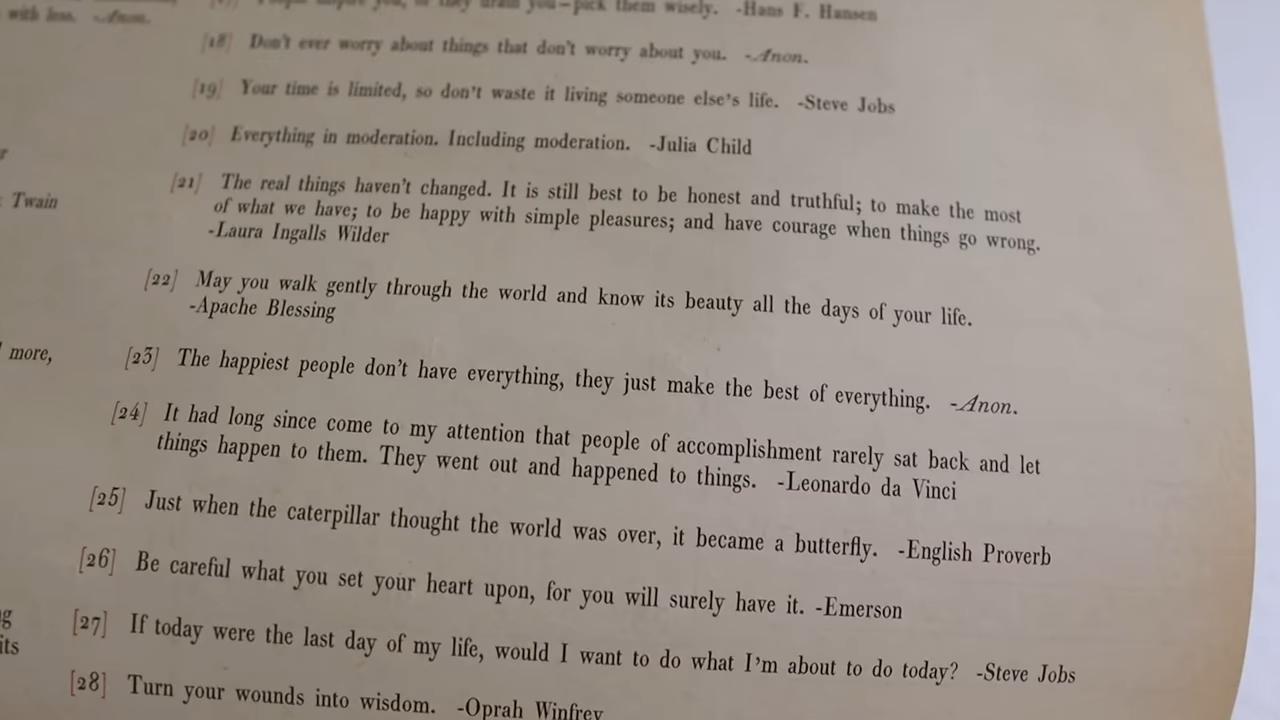 with less. -Anon.
Twain
more,
its
you—pick them wisely. -Hans F. Hansen
[18] Don't ever worry about things that don't worry about you. -Anon.
[19] Your time is limited, so don't waste it living someone else's life. -Steve Jobs
[20] Everything in moderation. Including moderation. -Julia Child
[21] The real things haven't changed. It is still best to be honest and truthful; to make the most
of what we have; to be happy with simple pleasures; and have courage when things go wrong.
-Laura Ingalls Wilder
[22] May you walk gently through the world and know its beauty all the days of your life.
-Apache Blessing
[23] The happiest people don't have everything, they just make the best of everything. -Anon.
[24] It had long since come to my attention that people of accomplishment rarely sat back and let
things happen to them. They went out and happened to things. -Leonardo da Vinci
[25] Just when the caterpillar thought the world was over, it became a butterfly. -English Proverb
[26] Be careful what you set your heart upon, for you will surely have it. -Emerson
[27] If today were the last day of my life, would I want to do what I'm about to do today? -Steve Jobs
[28] Turn your wounds into wisdom. -Oprah Winfrey